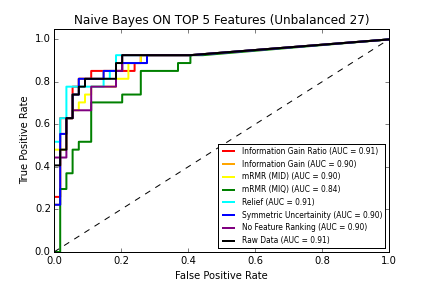 Naive Bayes ON TOP 5 Features (Unbalanced 27)
True Positive Rate
1.0
0.8
0.6
0.4
0.2
0.0
Information Gain Ratio (AUC = 0.91)
Information Gain (AUC = 0.90)
mRMR (MID) (AUC = 0.90)
mRMR (MIQ) (AUC = 0.84)
Relief (AUC = 0.91)
Symmetric Uncertainity (AUC = 0.90)
No Feature Ranking (AUC = 0.90)
Raw Data (AUC = 0.91)
0.0 0.2 0.4 0.6 0.8 1.0
False Positive Rate